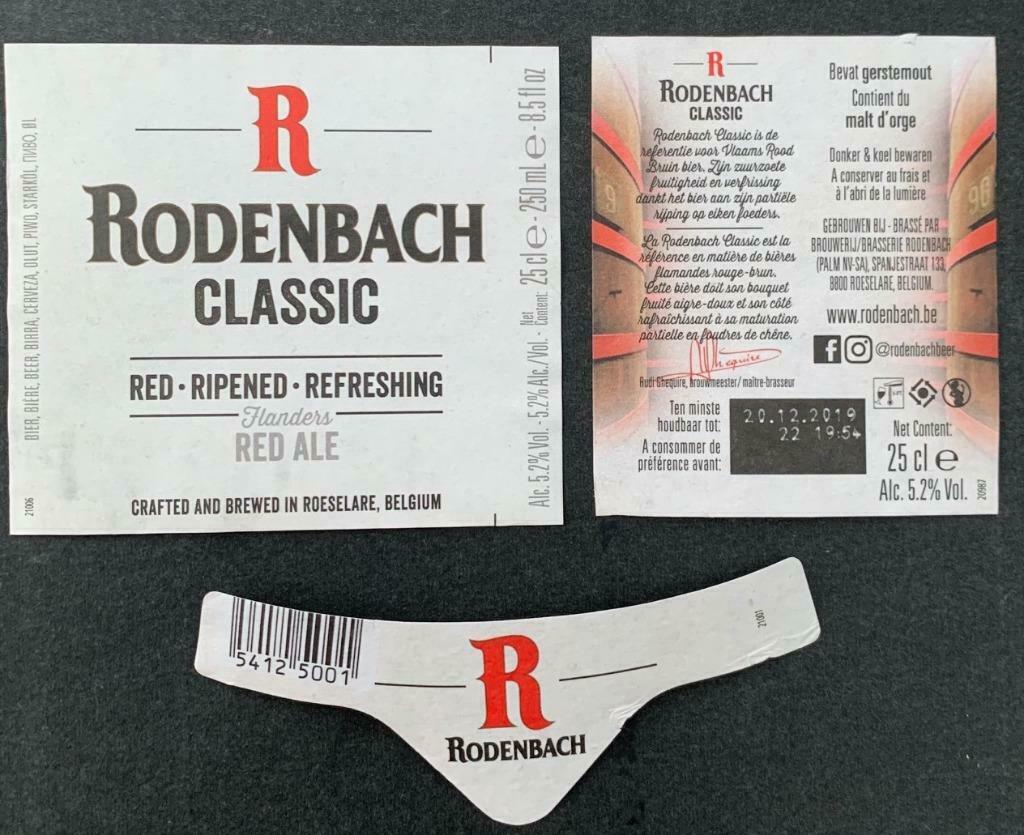 BIER, BIÈRE, BEER, BIRRA, CERVEZA, OLUT, PIWO, STARKÖL, ПИВО, ØL
R
RODENBACH
CLASSIC
RED · RIPENED · REFRESHING
Flanders
RED ALE
CRAFTED AND BREWED IN ROESELARE, BELGIUM
21006
Alc. 5.2% Vol. - 5.2% Alc./Vol. - Net Content: 25 cl e - 250 mL e - 8.5 fl oz
R
RODENBACH
CLASSIC
Rodenbach Classic is de
referentie voor Vlaams Rood
Bruin bier. Zijn zuurzoete
fruitigheid en verfrissing
dankt het bier aan zijn partiële
rijping op eiken foeders.
La Rodenbach Classic est la
référence en matière de bières
flamandes rouge-brun.
Cette bière doit son bouquet
fruité aigre-doux et son côté
rafraîchissant à sa maturation
partielle en foudres de chêne.
Rudi Ghequire, brouwmeester/ maître-brasseur
Ten minste
houdbaar tot:
A consommer de
préférence avant:
20.12.2019
22 19:54
Bevat gerstemout
Contient du
malt d'orge
Donker & koel bewaren
A conserver au frais et
à l'abri de la lumière
GEBROUWEN BIJ - BRASSÉ PAR
BROUWERIJ/BRASSERIE RODENBACH
(PALM NV-SA), SPANJESTRAAT 133,
8800 ROESELARE, BELGIUM.
www.rodenbach.be
@rodenbachbeer
Net Content:
25 cl e
Alc. 5.2% Vol.
20987
5412 5001
R
RODENBACH
21001